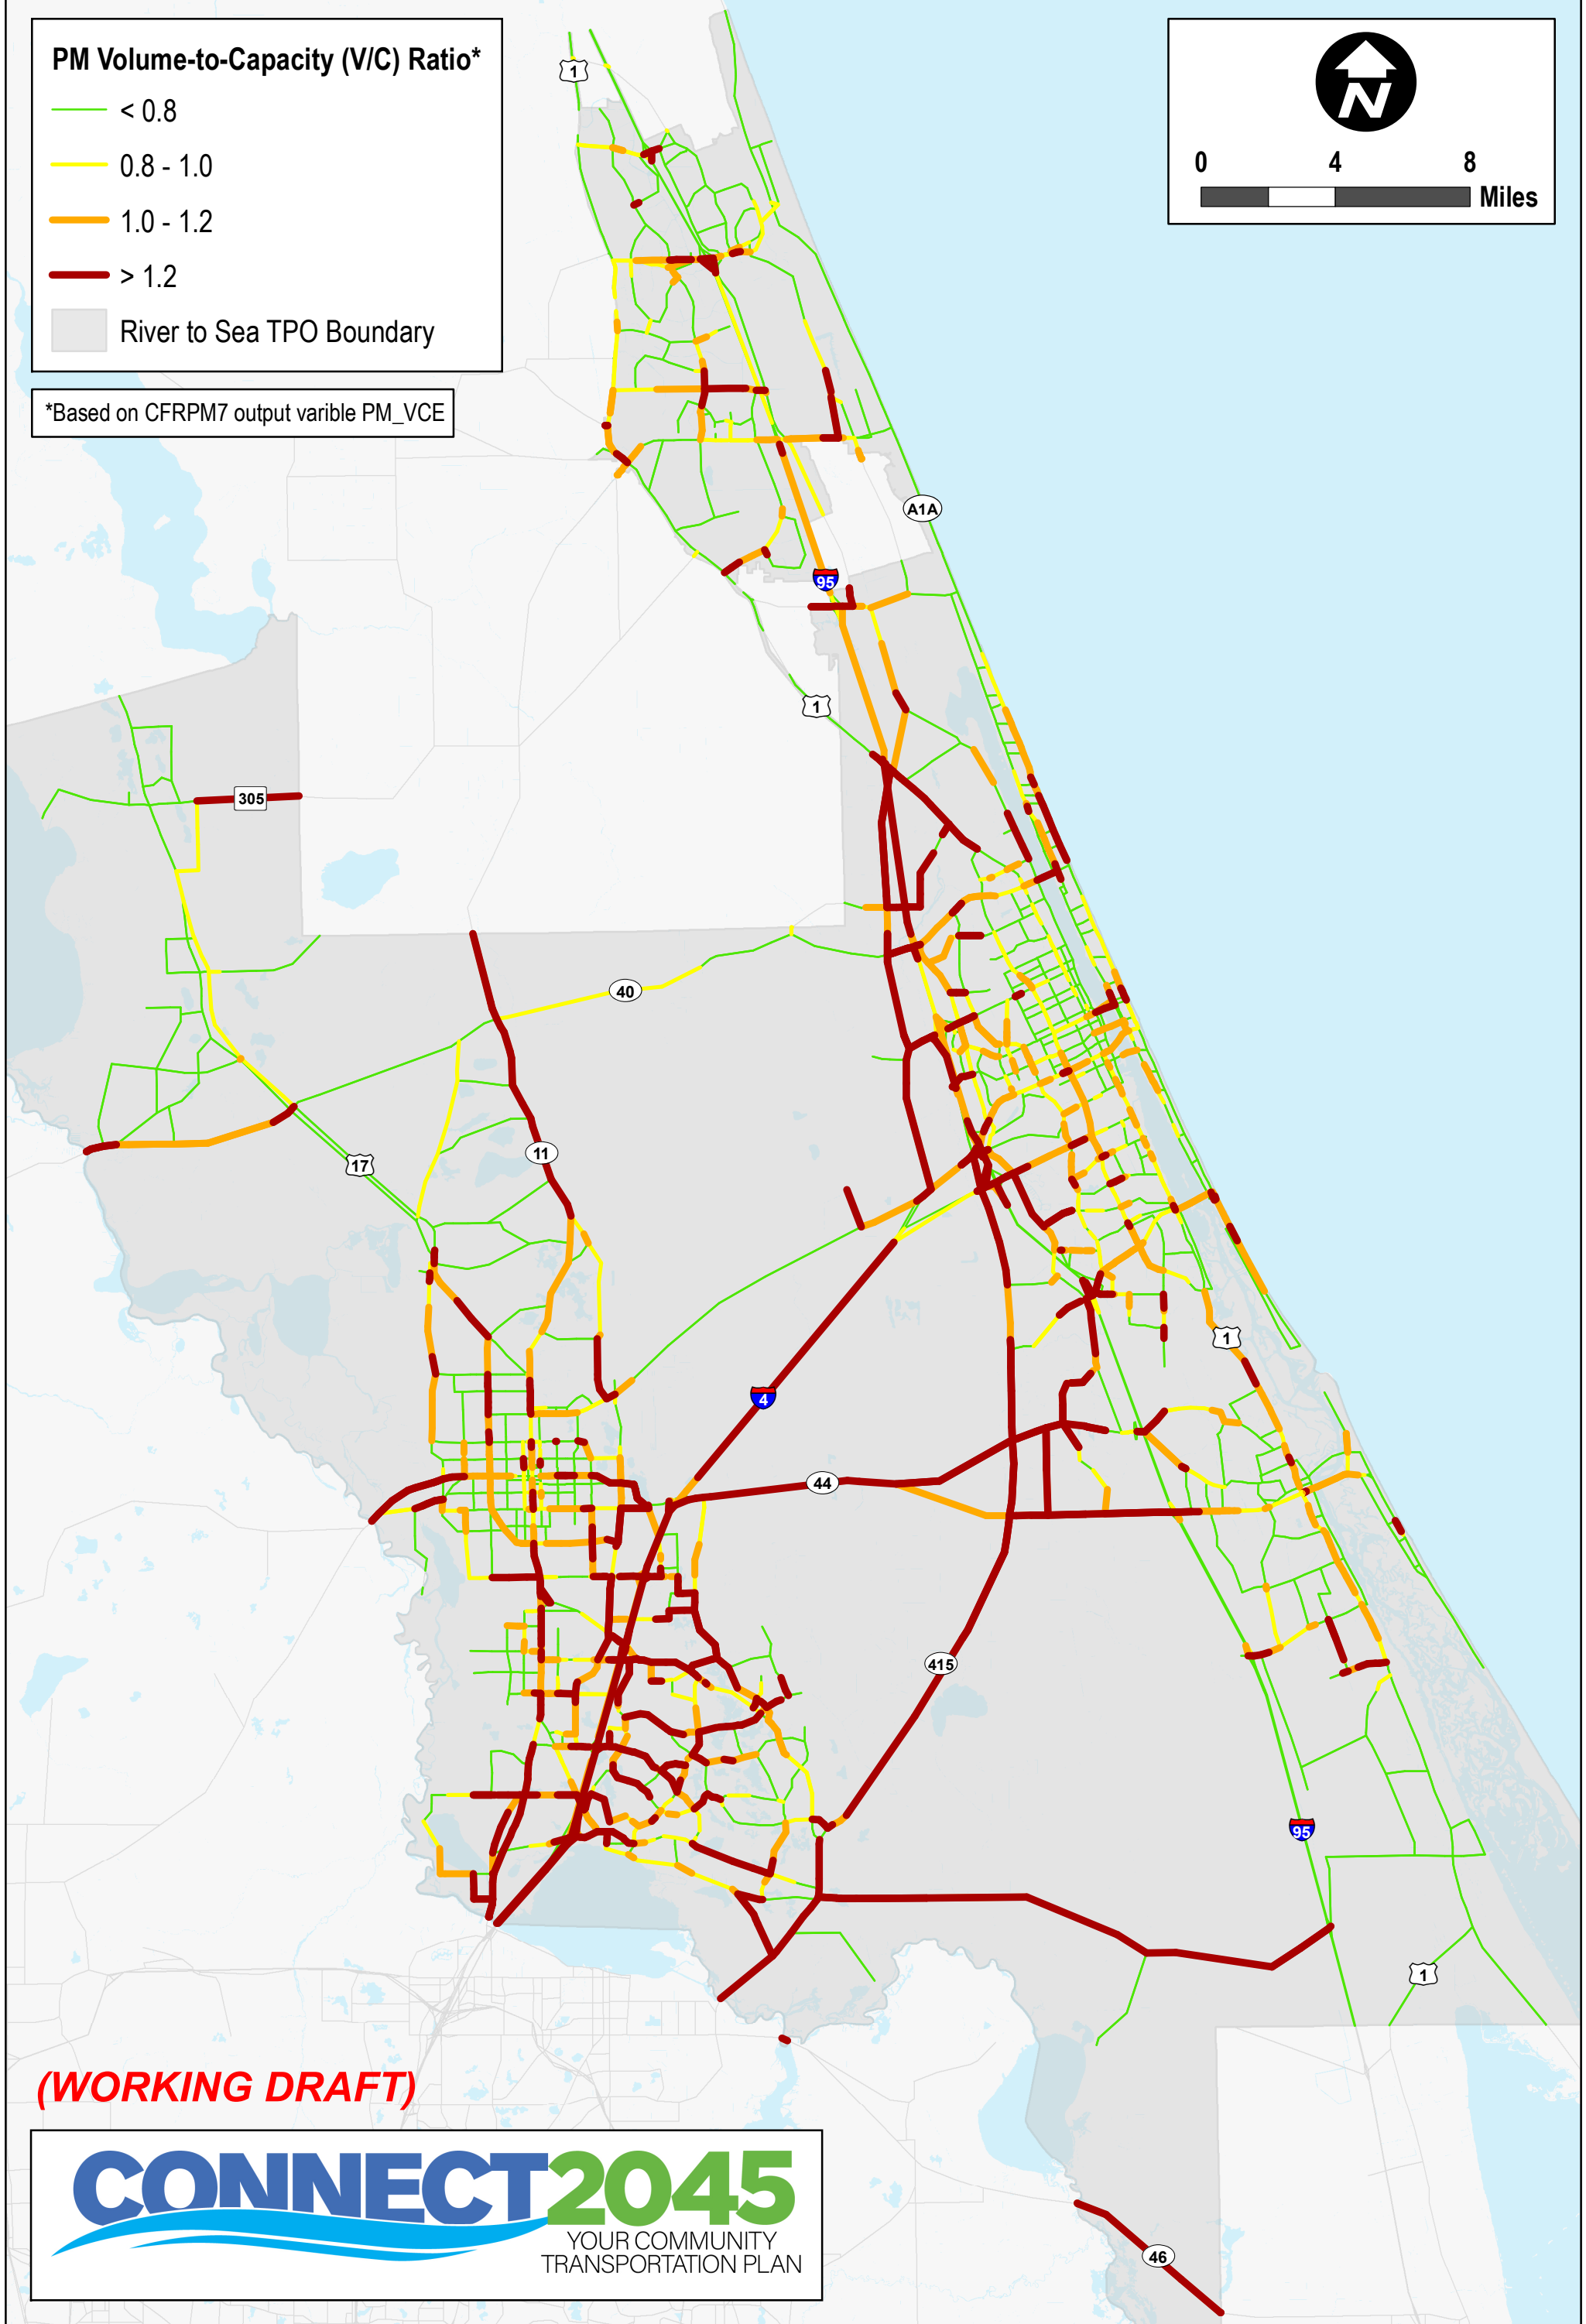 PM Volume-to-Capacity (V/C) Ratio*
< 0.8
0.8 - 1.0
1.0 - 1.2
> 1.2
River to Sea TPO Boundary
*Based on CFRPM7 output varible PM_VCE
N
0 4 8
Miles
1
A1A
95
1
305
40
11
17
1
4
44
415
95
1
46
(WORKING DRAFT)
CONNECT2045
YOUR COMMUNITY
TRANSPORTATION PLAN